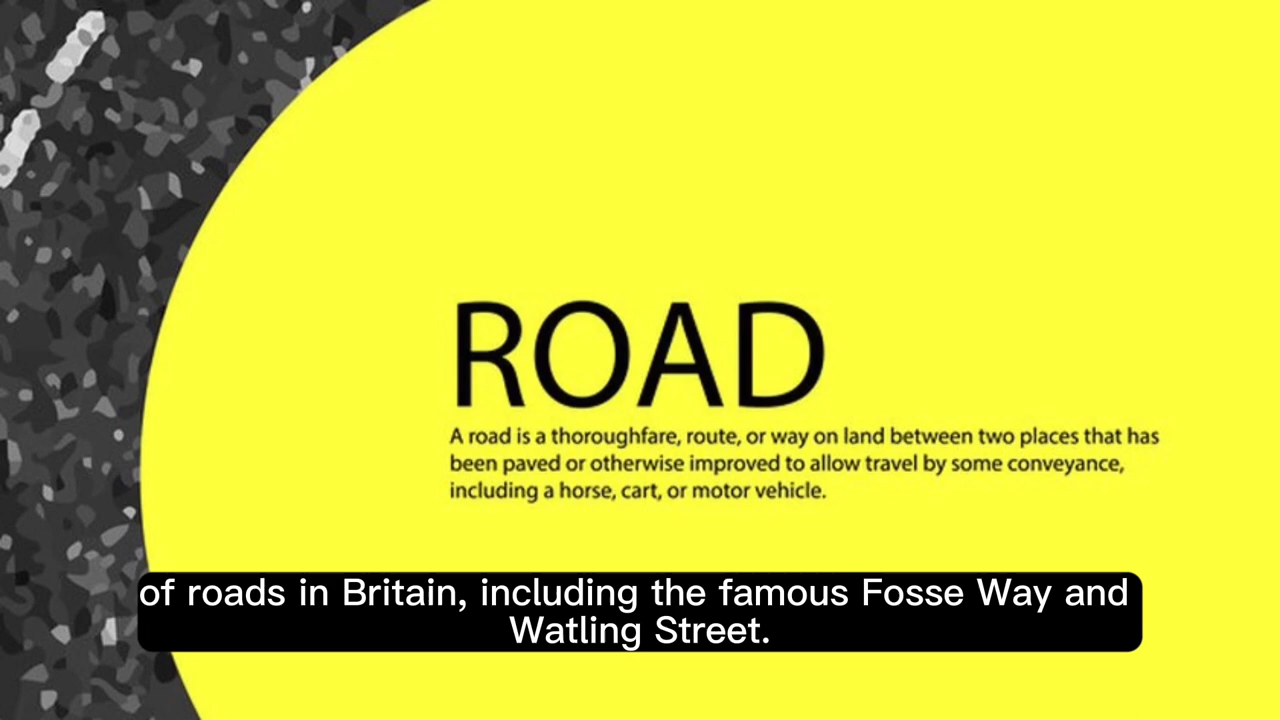 ROAD
A road is a thoroughfare, route, or way on land between two places that has
been paved or otherwise improved to allow travel by some conveyance,
including a horse, cart, or motor vehicle.
of roads in Britain, including the famous Fosse Way and
Watling Street.